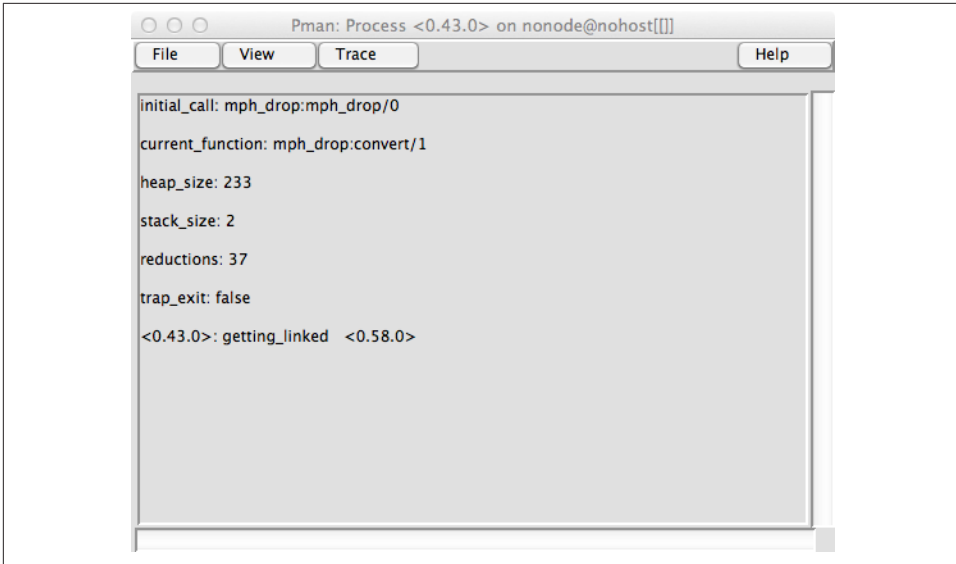 Pman: Process <0.43.0> on nonode@nohost[[]]
File View Trace Help
initial_call: mph_drop:mph_drop/0
current_function: mph_drop:convert/1
heap_size: 233
stack_size: 2
reductions: 37
trap_exit: false
<0.43.0>: getting_linked <0.58.0>